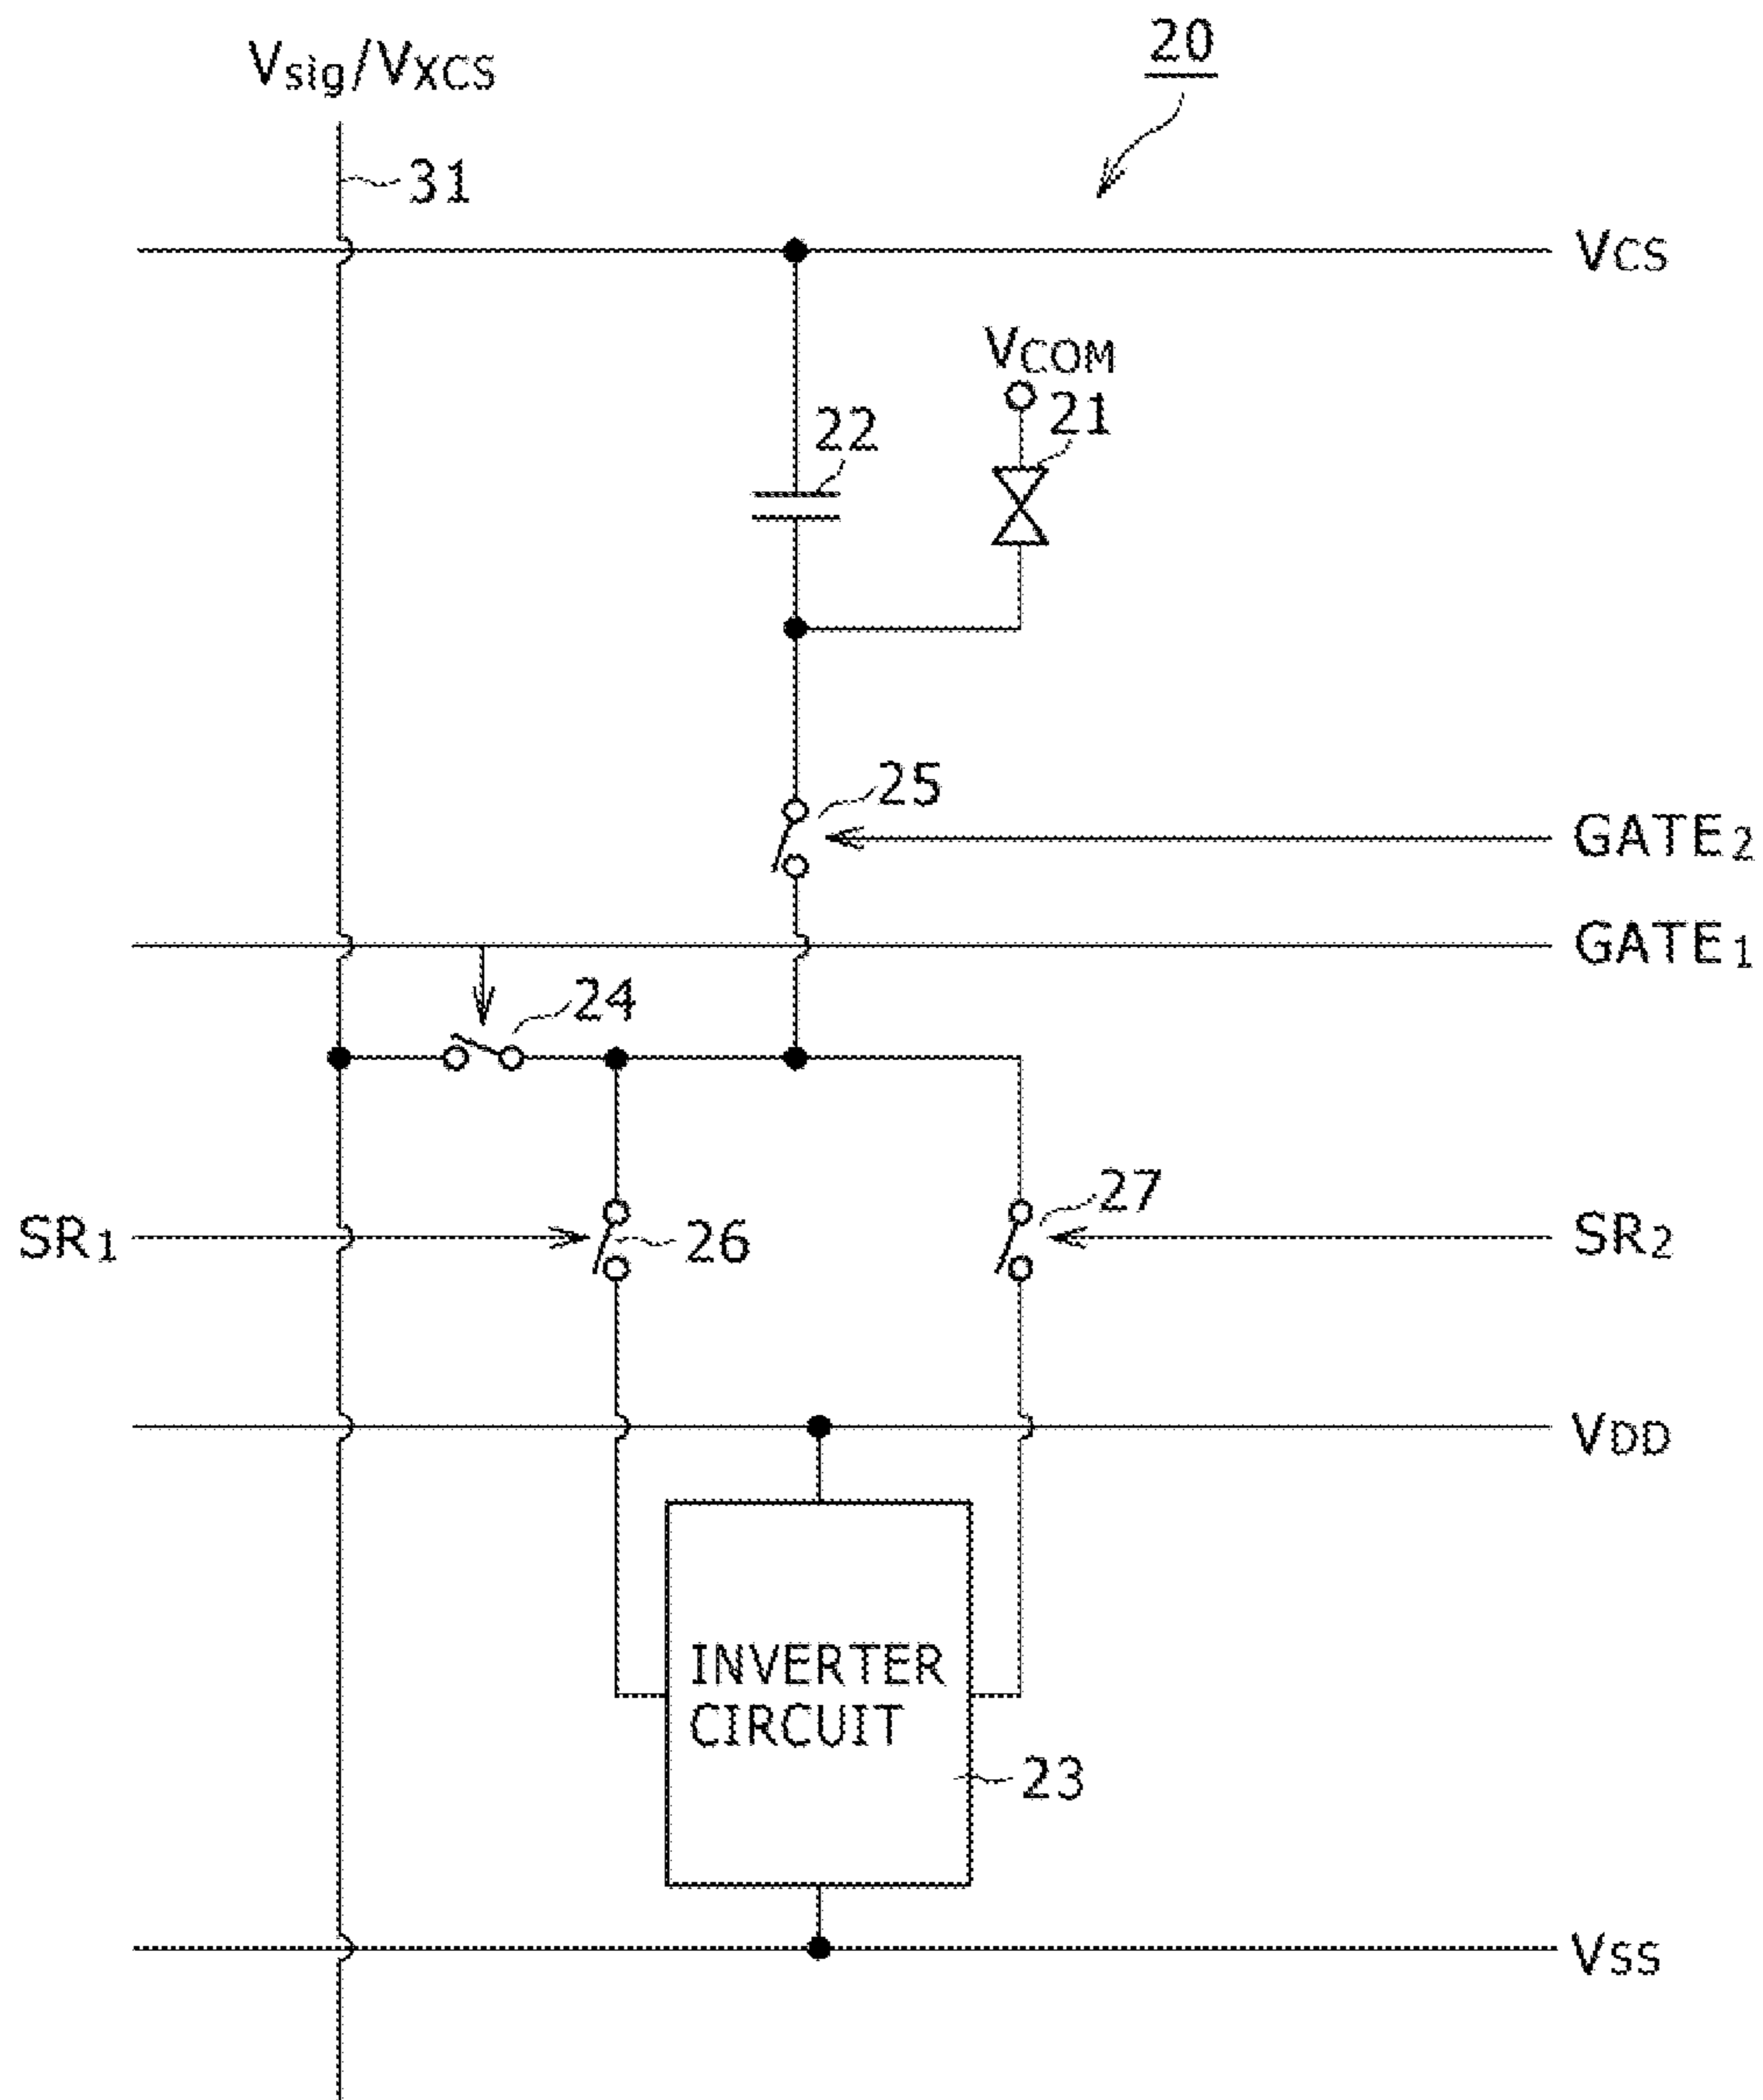 20
Vsig/VXCS
31
VCS
VCOM
21
22
25
GATE2
GATE1
24
27
SR1
26
SR2
VDD
INVERTER
CIRCUIT
23
VSS